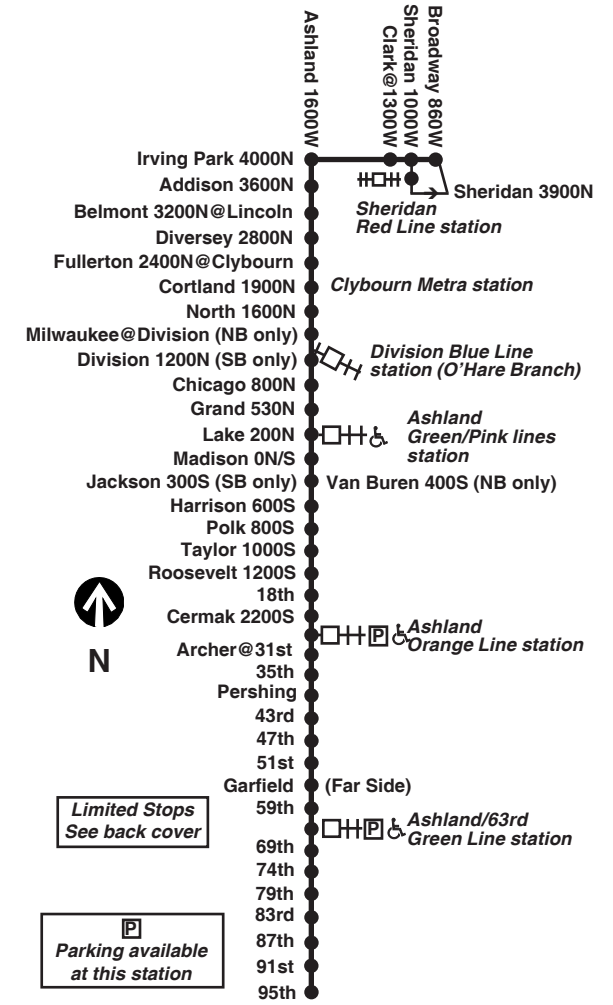 Ashland 1600W
Clark@1300W
Sheridan 1000W
Broadway 860W
Irving Park 4000N
Addison 3600N
Sheridan 3900N
Sheridan
Red Line station
Belmont 3200N@Lincoln
Diversey 2800N
Fullerton 2400N@Clybourn
Cortland 1900N
Clybourn Metra station
North 1600N
Milwaukee@Division (NB only)
Division 1200N (SB only)
Division Blue Line
station (O'Hare Branch)
Chicago 800N
Grand 530N
Lake 200N
Ashland
Green/Pink lines
station
Madison 0N/S
Jackson 300S (SB only)
Van Buren 400S (NB only)
Harrison 600S
Polk 800S
Taylor 1000S
Roosevelt 1200S
18th
Cermak 2200S
N
P
Ashland
Orange Line station
Archer@31st
35th
Pershing
43rd
47th
51st
Garfield
(Far Side)
59th
Limited Stops
See back cover
P
Ashland/63rd
Green Line station
69th
74th
79th
83rd
87th
91st
95th
P
Parking available
at this station